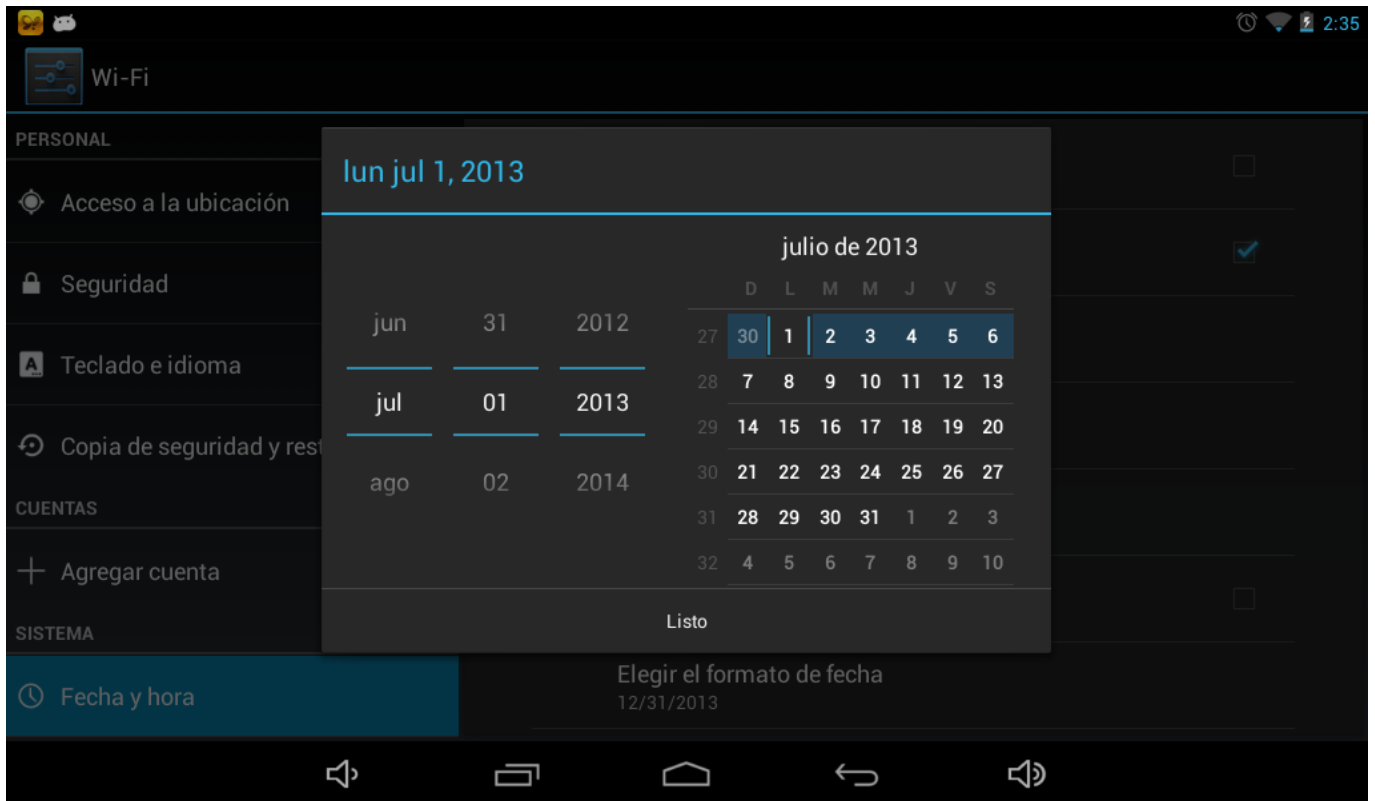 2:35
Wi-Fi
PERSONAL
Acceso a la ubicación
Seguridad
Teclado e idioma
Copia de seguridad y rest
CUENTAS
Agregar cuenta
SISTEMA
Fecha y hora
lun jul 1, 2013
jun 31 2012
jul 01 2013
ago 02 2014
julio de 2013
D L M M J V S
27 30 1 2 3 4 5 6
28 7 8 9 10 11 12 13
29 14 15 16 17 18 19 20
30 21 22 23 24 25 26 27
31 28 29 30 31 1 2 3
32 4 5 6 7 8 9 10
Listo
Elegir el formato de fecha
12/31/2013